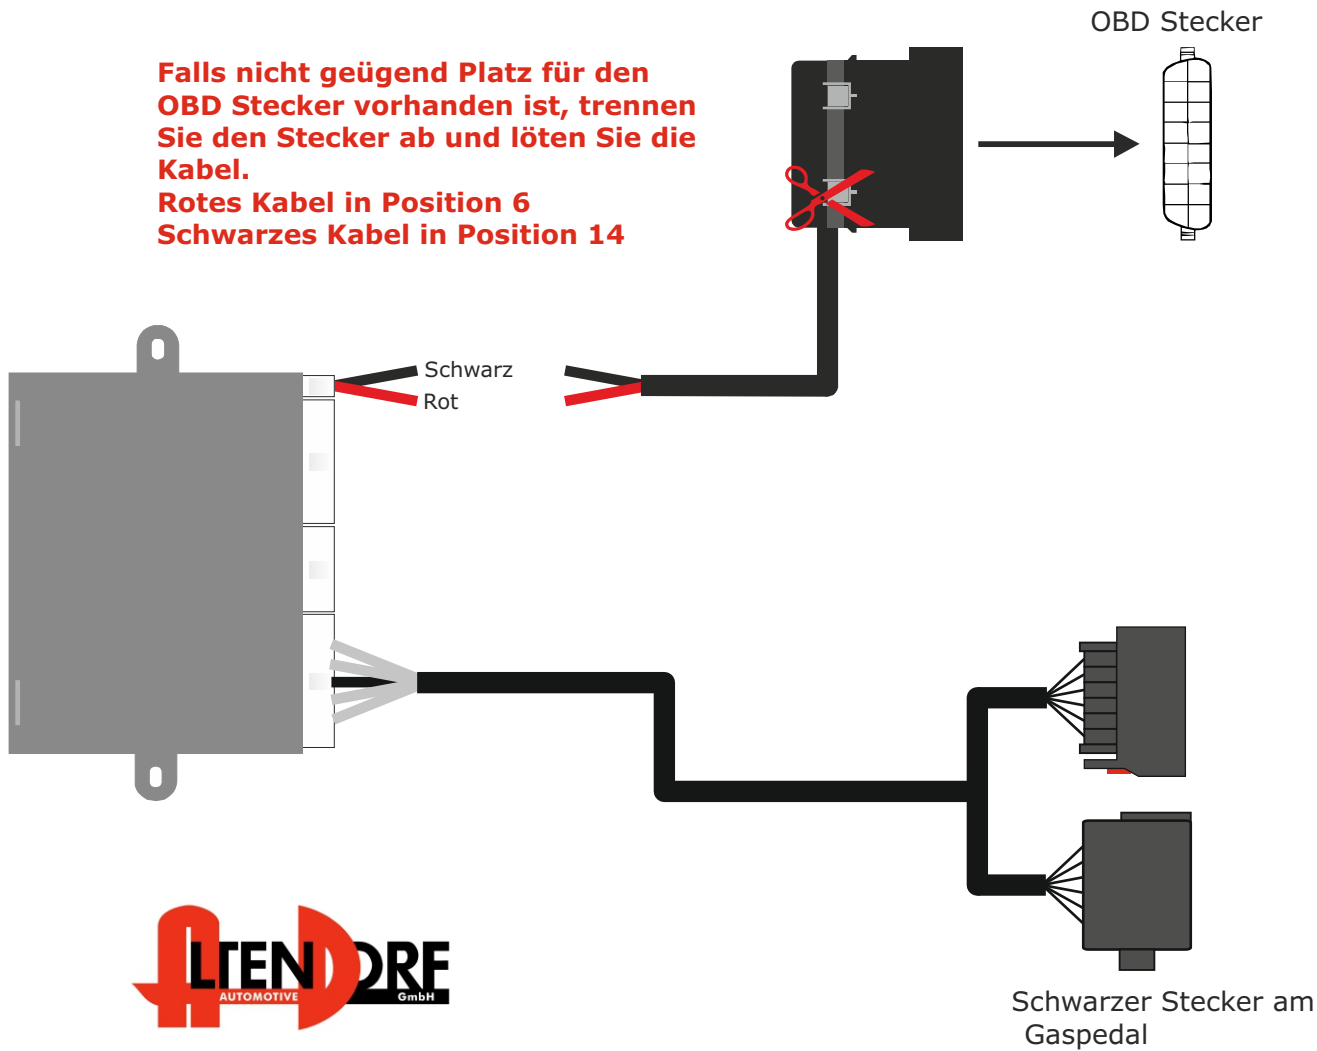 OBD Stecker
Falls nicht geügend Platz für den
OBD Stecker vorhanden ist, trennen
Sie den Stecker ab und löten Sie die
Kabel.
Rotes Kabel in Position 6
Schwarzes Kabel in Position 14
Schwarz
Rot
ALTENDORF
AUTOMOTIVE GmbH
Schwarzer Stecker am
Gaspedal